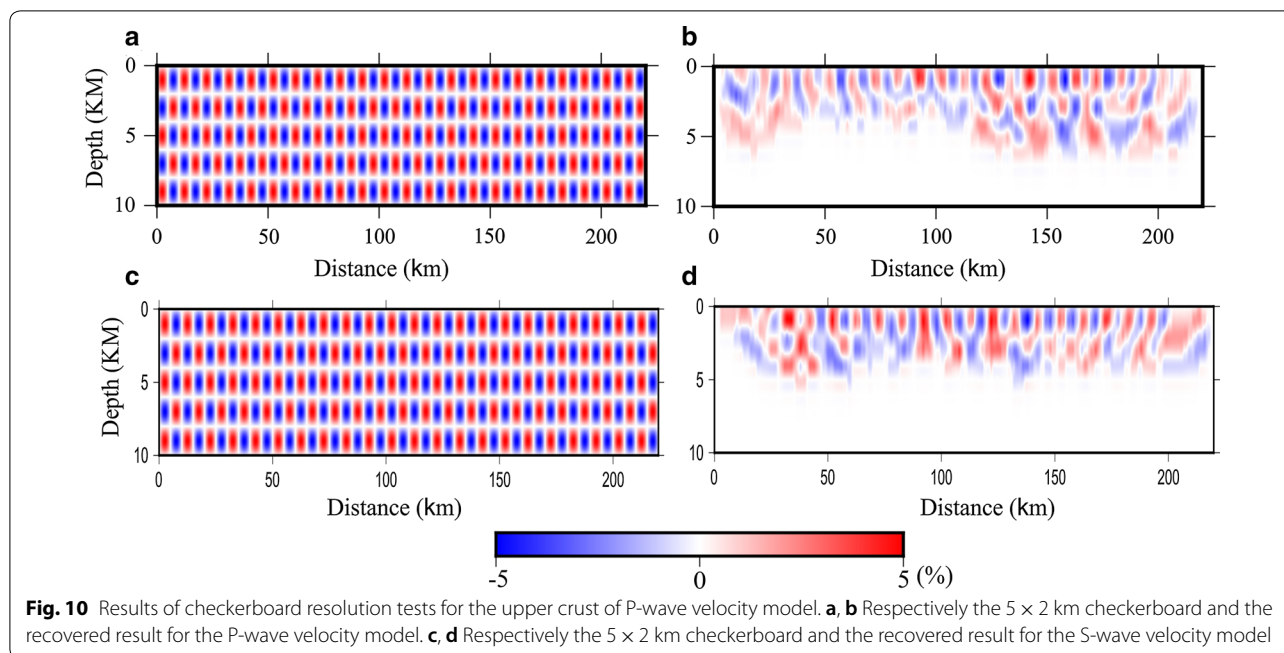 a
b
0
5
10
Depth (KM)
0 50 100 150 200
Distance (km)
0
5
10
0 50 100 150 200
Distance (km)
c
d
0
5
10
Depth (KM)
0 50 100 150 200
Distance (km)
0
5
10
0 50 100 150 200
Distance (km)
-5 0 5 (%)
Fig. 10 Results of checkerboard resolution tests for the upper crust of P-wave velocity model. a, b Respectively the 5 × 2 km checkerboard and the
recovered result for the P-wave velocity model. c, d Respectively the 5 × 2 km checkerboard and the recovered result for the S-wave velocity model